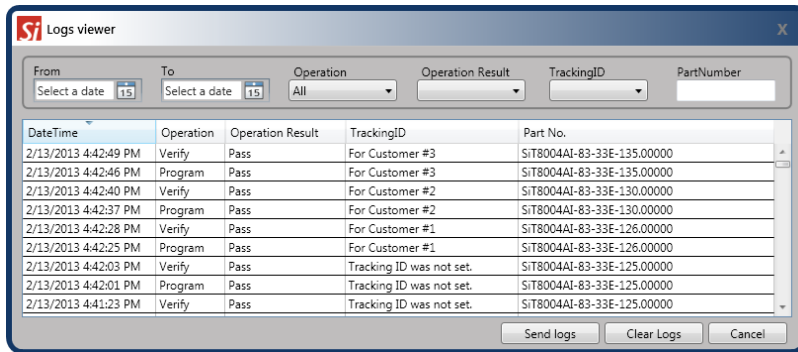 Si Logs viewer X
From To Operation Operation Result TrackingID PartNumber
Select a date 15 Select a date 15 All
DateTime Operation Operation Result TrackingID Part No.
2/13/2013 4:42:49 PM Verify Pass For Customer #3 SiT8004AI-83-33E-135.00000
2/13/2013 4:42:46 PM Program Pass For Customer #3 SiT8004AI-83-33E-135.00000
2/13/2013 4:42:40 PM Verify Pass For Customer #2 SiT8004AI-83-33E-130.00000
2/13/2013 4:42:37 PM Program Pass For Customer #2 SiT8004AI-83-33E-130.00000
2/13/2013 4:42:28 PM Verify Pass For Customer #1 SiT8004AI-83-33E-126.00000
2/13/2013 4:42:25 PM Program Pass For Customer #1 SiT8004AI-83-33E-126.00000
2/13/2013 4:42:03 PM Verify Pass Tracking ID was not set. SiT8004AI-83-33E-125.00000
2/13/2013 4:42:01 PM Program Pass Tracking ID was not set. SiT8004AI-83-33E-125.00000
2/13/2013 4:41:23 PM Verify Pass Tracking ID was not set. SiT8004AI-83-33E-125.00000
Send logs Clear Logs Cancel